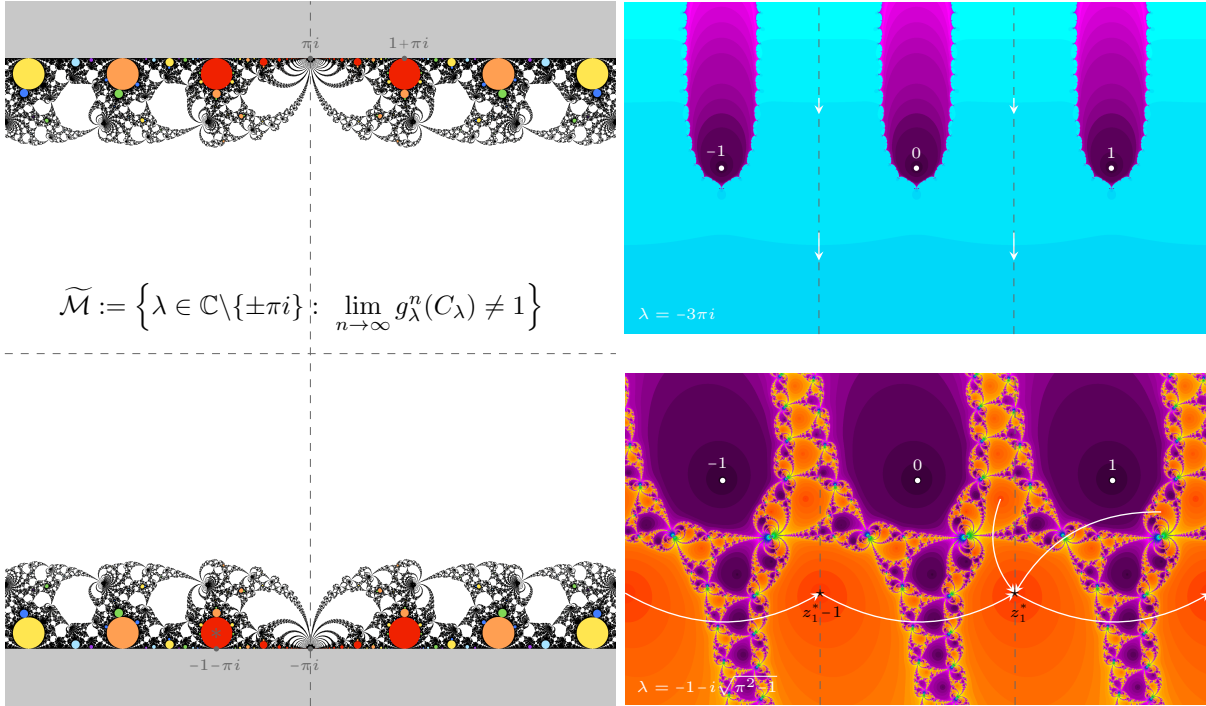 πi
1+πi
M̃ := {λ ∈ ℂ\{±πi} : lim_{n→∞} g_λ^n(C_λ) ≠ 1}
-1-πi
-πi
-1
0
1
λ = -3πi
-1
0
1
z_1^*-1
z_1^*
λ = -1-i√(π²-1)